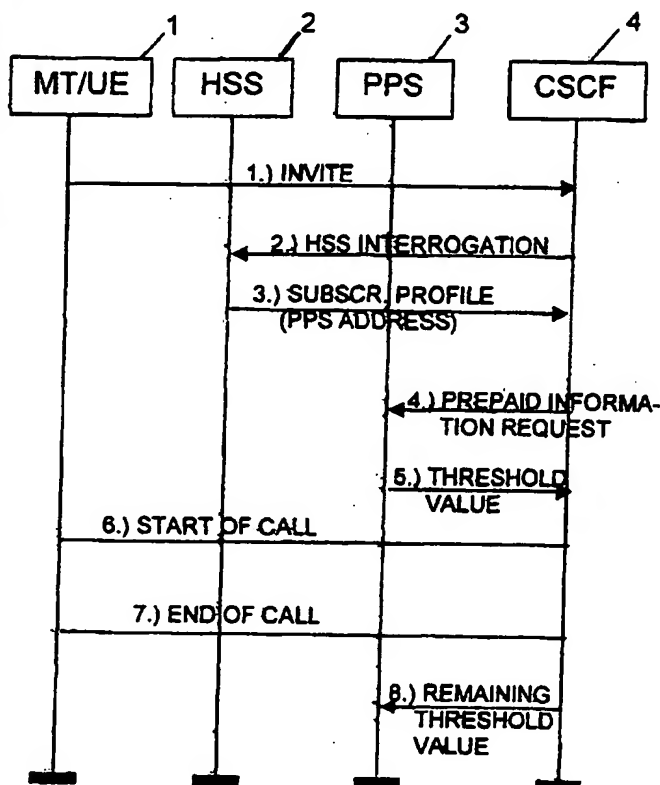 1 2 3 4
MT/UE HSS PPS CSCF
1.) INVITE
2.) HSS INTERROGATION
3.) SUBSCR. PROFILE
(PPS ADDRESS)
4.) PREPAID INFORMA-
TION REQUEST
5.) THRESHOLD
VALUE
6.) START OF CALL
7.) END OF CALL
8.) REMAINING
THRESHOLD
VALUE